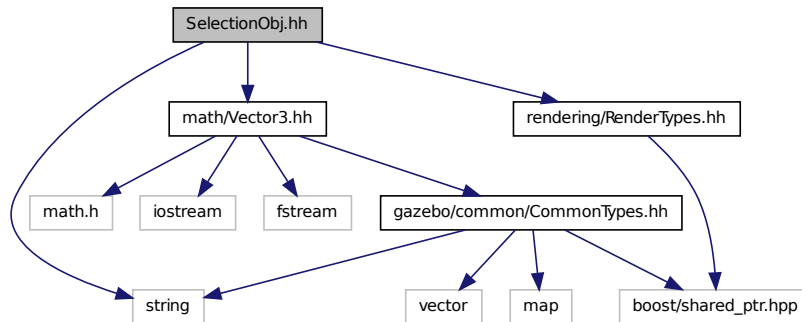 SelectionObj.hh
math/Vector3.hh
rendering/RenderTypes.hh
math.h
iostream
fstream
gazebo/common/CommonTypes.hh
string
vector
map
boost/shared_ptr.hpp